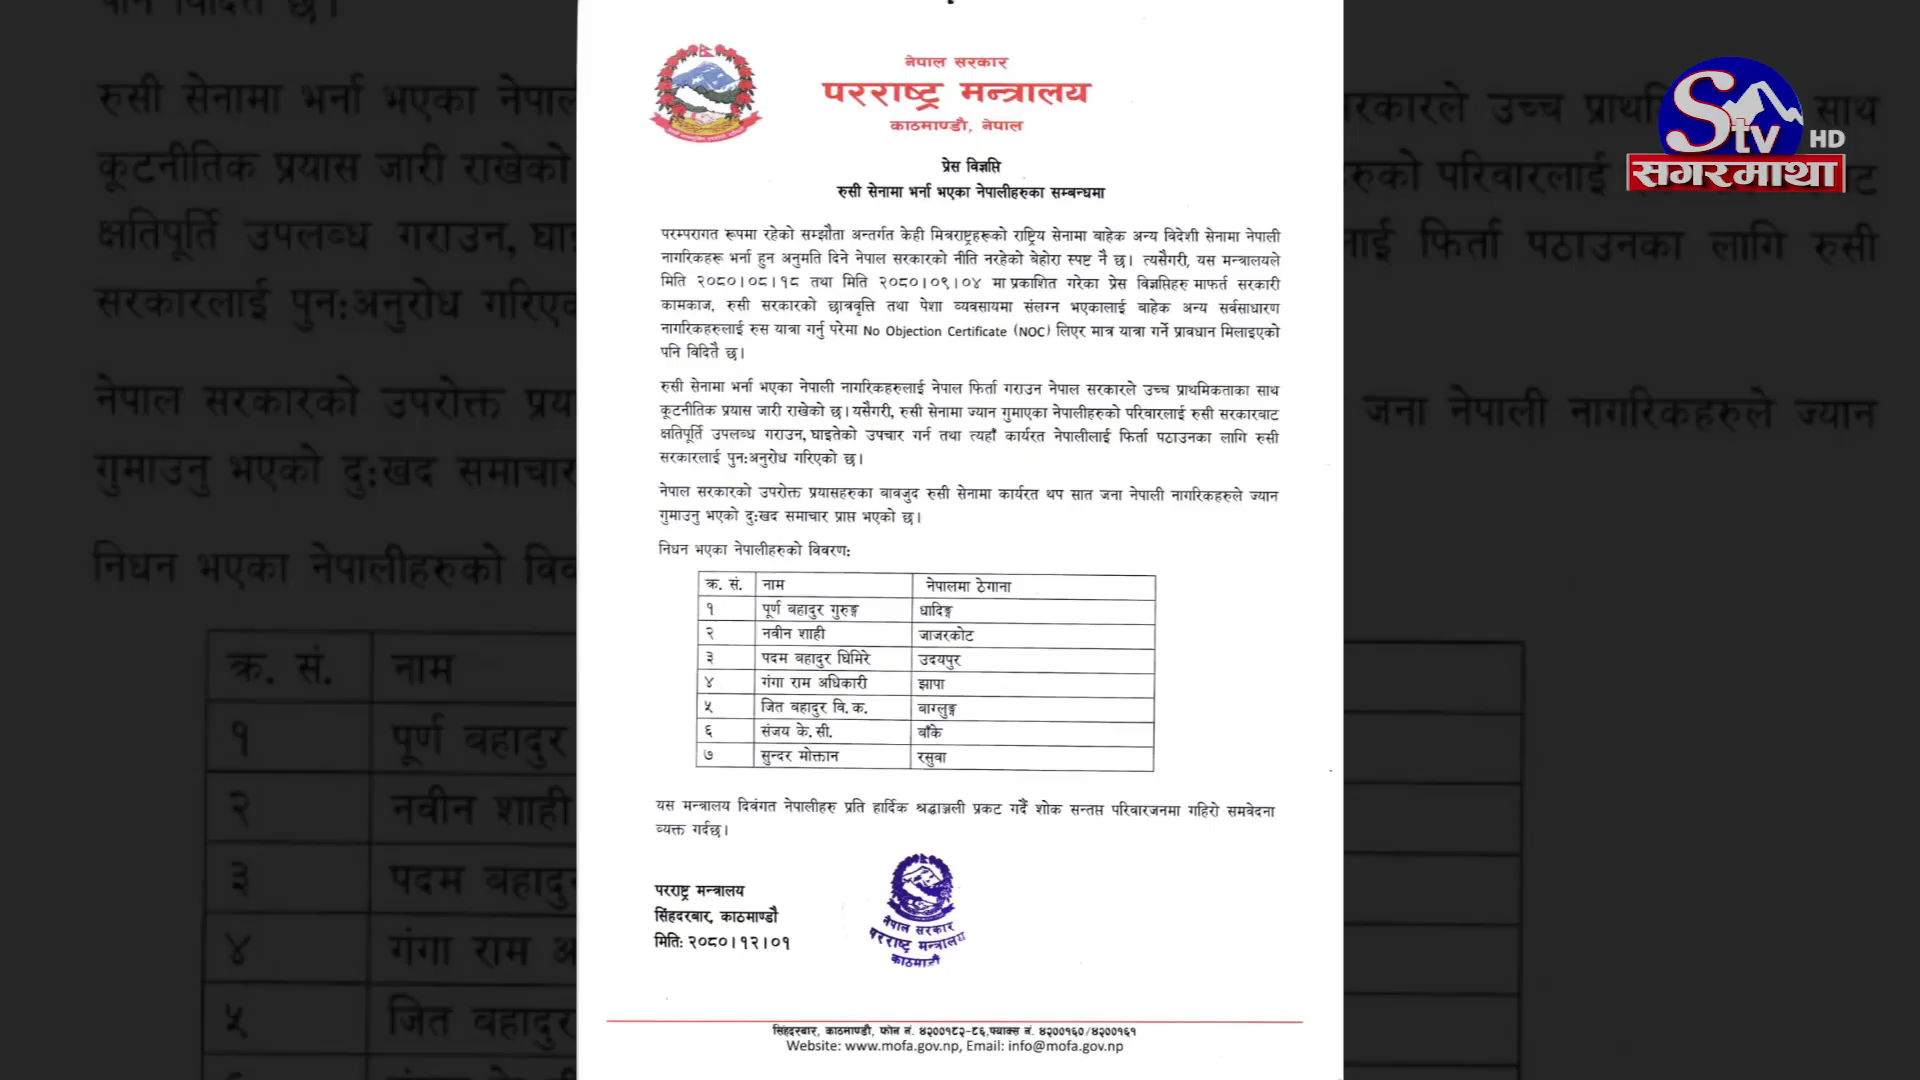 नेपाल सरकार
परराष्ट्र मन्त्रालय
काठमाण्डौ, नेपाल
प्रेस विज्ञप्ति
रुसी सेनामा भर्ना भएका नेपालीहरुका सम्बन्धमा
परम्परागत रूपमा रहेको सम्झौता अन्तर्गत केही मित्रराष्ट्रहरूको राष्ट्रिय सेनामा बाहेक अन्य विदेशी सेनामा नेपाली
नागरिकहरू भर्ना हुन अनुमति दिने नेपाल सरकारको नीति नरहेको बेहोरा स्पष्ट नै छ। त्यसैगरी, यस मन्त्रालयले
मिति २०८०।०८।१८ तथा मिति २०८०।०९।०४ मा प्रकाशित गरेका प्रेस विज्ञप्तिहरु मार्फत सरकारी
कामकाज, रुसी सरकारको छात्रवृत्ति तथा पेशा व्यवसायमा संलग्न भएकालाई बाहेक अन्य सर्वसाधारण
नागरिकहरुलाई रुस यात्रा गर्नु परेमा No Objection Certificate (NOC) लिएर मात्र यात्रा गर्ने प्रावधान मिलाइएको
पनि विदितै छ।
रुसी सेनामा भर्ना भएका नेपाली नागरिकहरुलाई नेपाल फिर्ता गराउन नेपाल सरकारले उच्च प्राथमिकताका साथ
कूटनीतिक प्रयास जारी राखेको छ। यसैगरी, रुसी सेनामा ज्यान गुमाएका नेपालीहरुको परिवारलाई रुसी सरकारबाट
क्षतिपूर्ति उपलब्ध गराउन, घाइतेको उपचार गर्न तथा त्यहाँ कार्यरत नेपालीलाई फिर्ता पठाउनका लागि रुसी
सरकारलाई पुन:अनुरोध गरिएको छ।
नेपाल सरकारको उपरोक्त प्रयासहरुका बावजुद रुसी सेनामा कार्यरत थप सात जना नेपाली नागरिकहरुले ज्यान
गुमाउनु भएको दु:खद समाचार प्राप्त भएको छ।
निधन भएका नेपालीहरुको विवरण:
क्र. सं. नाम नेपालमा ठेगाना
१ पूर्ण बहादुर गुरुङ्ग धादिङ्ग
२ नवीन शाही जाजरकोट
३ पदम बहादुर घिमिरे उदयपुर
४ गंगा राम अधिकारी झापा
५ जित बहादुर वि. क. बाग्लुङ्ग
६ संजय के. सी. बाँके
७ सुन्दर मोक्तान रसुवा
यस मन्त्रालय दिवंगत नेपालीहरु प्रति हार्दिक श्रद्धाञ्जली प्रकट गर्दै शोक सन्तप्त परिवारजनमा गहिरो समवेदना
व्यक्त गर्दछ।
परराष्ट्र मन्त्रालय
सिंहदरबार, काठमाण्डौ
मिति: २०८०।१२।०१
नेपाल सरकार
परराष्ट्र मन्त्रालय
काठमाडौं
सिंहदरबार, काठमाण्डौ, फोन नं. ४२००१८२-८६,फ्याक्स नं. ४२००१६०/४२००१६१
Website: www.mofa.gov.np, Email: info@mofa.gov.np
STV HD
सगरमाथा